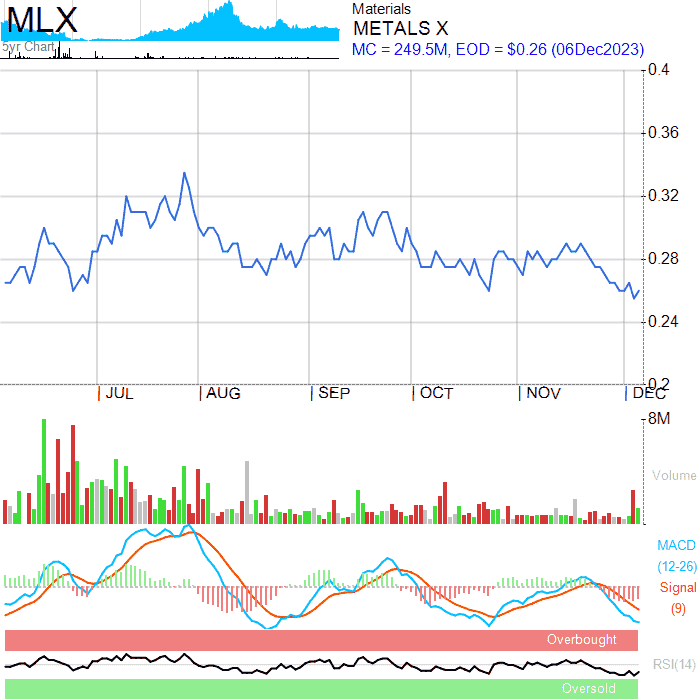 MLX
5yr Chart
Materials
METALS X
MC = 249.5M, EOD = $0.26 (06Dec2023)
0.4
0.36
0.32
0.28
0.24
0.2
JUL AUG SEP OCT NOV DEC
8M
Volume
MACD
(12-26)
Signal
(9)
Overbought
RSI(14)
Oversold